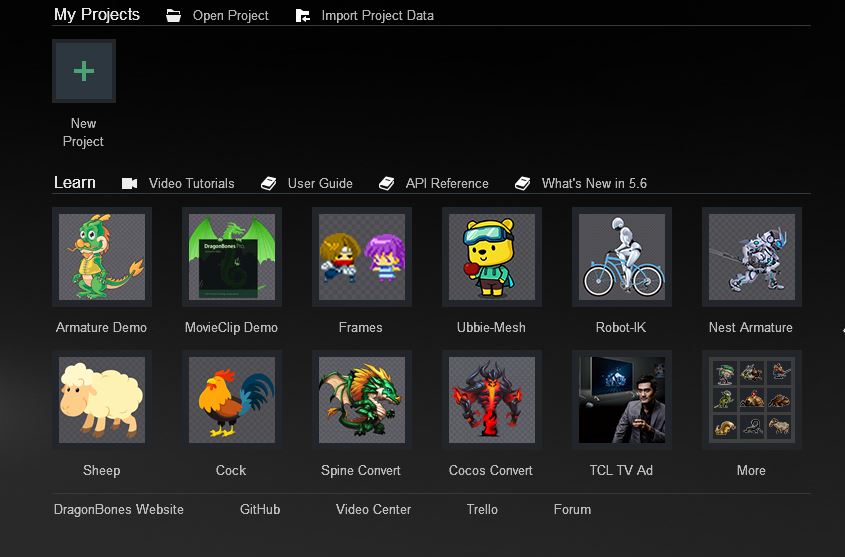 My Projects Open Project Import Project Data
New
Project
Learn Video Tutorials User Guide API Reference What's New in 5.6
DragonBones Pro
Armature Demo MovieClip Demo Frames Ubbie-Mesh Robot-IK Nest Armature
Sheep Cock Spine Convert Cocos Convert TCL TV Ad More
DragonBones Website GitHub Video Center Trello Forum